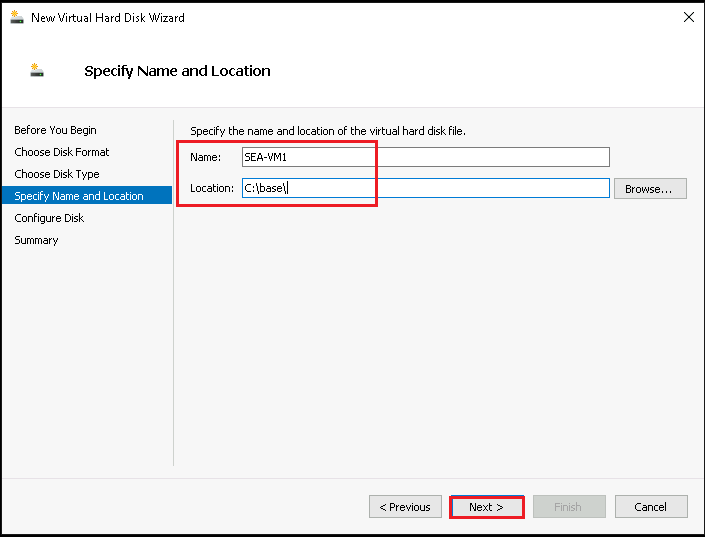 New Virtual Hard Disk Wizard
Specify Name and Location
Before You Begin
Choose Disk Format
Choose Disk Type
Specify Name and Location
Configure Disk
Summary
Specify the name and location of the virtual hard disk file.
Name: SEA-VM1
Location: C:\base\ Browse...
< Previous Next > Finish Cancel